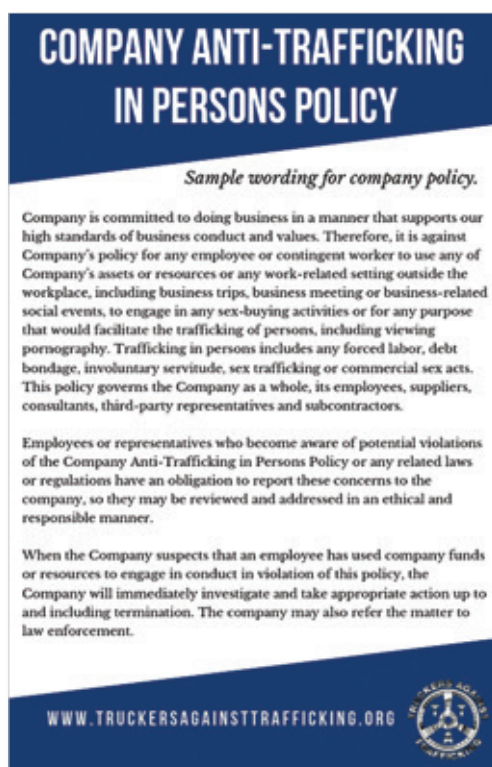 COMPANY ANTI-TRAFFICKING
IN PERSONS POLICY
Sample wording for company policy.
Company is committed to doing business in a manner that supports our
high standards of business conduct and values. Therefore, it is against
Company's policy for any employee or contingent worker to use any of
Company's assets or resources or any work-related setting outside the
workplace, including business trips, business meeting or business-related
social events, to engage in any sex-buying activities or for any purpose
that would facilitate the trafficking of persons, including viewing
pornography. Trafficking in persons includes any forced labor, debt
bondage, involuntary servitude, sex trafficking or commercial sex acts.
This policy governs the Company as a whole, its employees, suppliers,
consultants, third-party representatives and subcontractors.
Employees or representatives who become aware of potential violations
of the Company Anti-Trafficking in Persons Policy or any related laws
or regulations have an obligation to report these concerns to the
company, so they may be reviewed and addressed in an ethical and
responsible manner.
When the Company suspects that an employee has used company funds
or resources to engage in conduct in violation of this policy, the
Company will immediately investigate and take appropriate action up to
and including termination. The company may also refer the matter to
law enforcement.
WWW.TRUCKERSAGAINSTTRAFFICKING.ORG
TRUCKERS AGAINST
TRAFFICKING